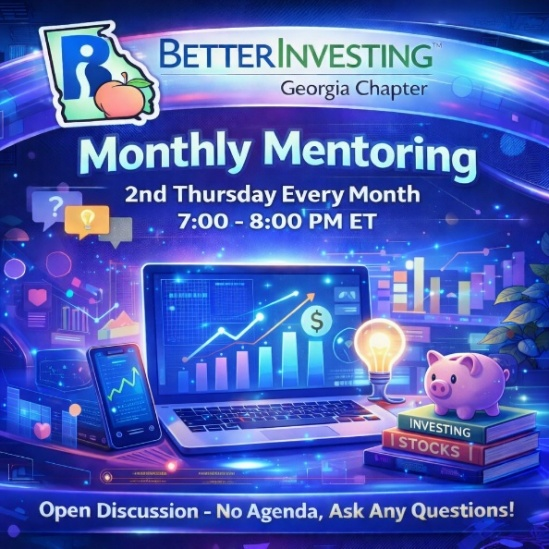 BETTERINVESTING™
Georgia Chapter
Monthly Mentoring
2nd Thursday Every Month
7:00 - 8:00 PM ET
?
$
INVESTING
STOCKS
Open Discussion - No Agenda, Ask Any Questions!